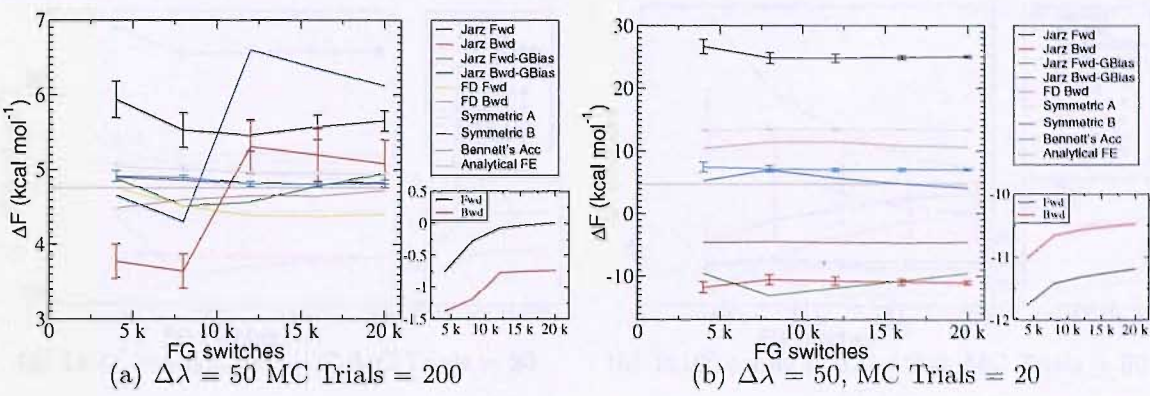 7
6
5
4
3
ΔF (kcal mol⁻¹)
0
5 k
10 k
15 k
20 k
FG switches
Jarz Fwd
Jarz Bwd
Jarz Fwd-GBias
Jarz Bwd-GBias
FD Fwd
FD Bwd
Symmetric A
Symmetric B
Bennett's Acc
Analytical FE
0.5
0
-0.5
-1
-1.5
Fwd
Bwd
5 k 10 k 15 k 20 k
(a) Δλ = 50 MC Trials = 200
30
20
10
0
-10
ΔF (kcal mol⁻¹)
0
5 k
10 k
15 k
20 k
FG switches
Jarz Fwd
Jarz Bwd
Jarz Fwd-GBias
Jarz Bwd-GBias
FD Bwd
Symmetric A
Symmetric B
Bennett's Acc
Analytical FE
-10
-11
-12
Fwd
Bwd
5 k 10 k 15 k 20 k
(b) Δλ = 50, MC Trials = 20